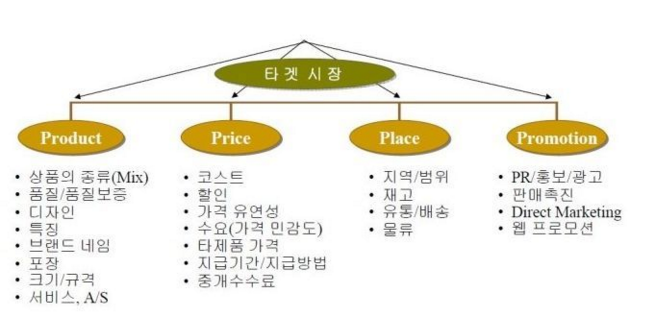 타겟 시장
Product
Price
Place
Promotion
• 상품의 종류(Mix)
• 품질/품질보증
• 디자인
• 특징
• 브랜드 네임
• 포장
• 크기/규격
• 서비스, A/S
• 코스트
• 할인
• 가격 유연성
• 수요(가격 민감도)
• 타제품 가격
• 지급기간/지급방법
• 중개수수료
• 지역/범위
• 재고
• 유통/배송
• 물류
• PR/홍보/광고
• 판매촉진
• Direct Marketing
• 웹 프로모션